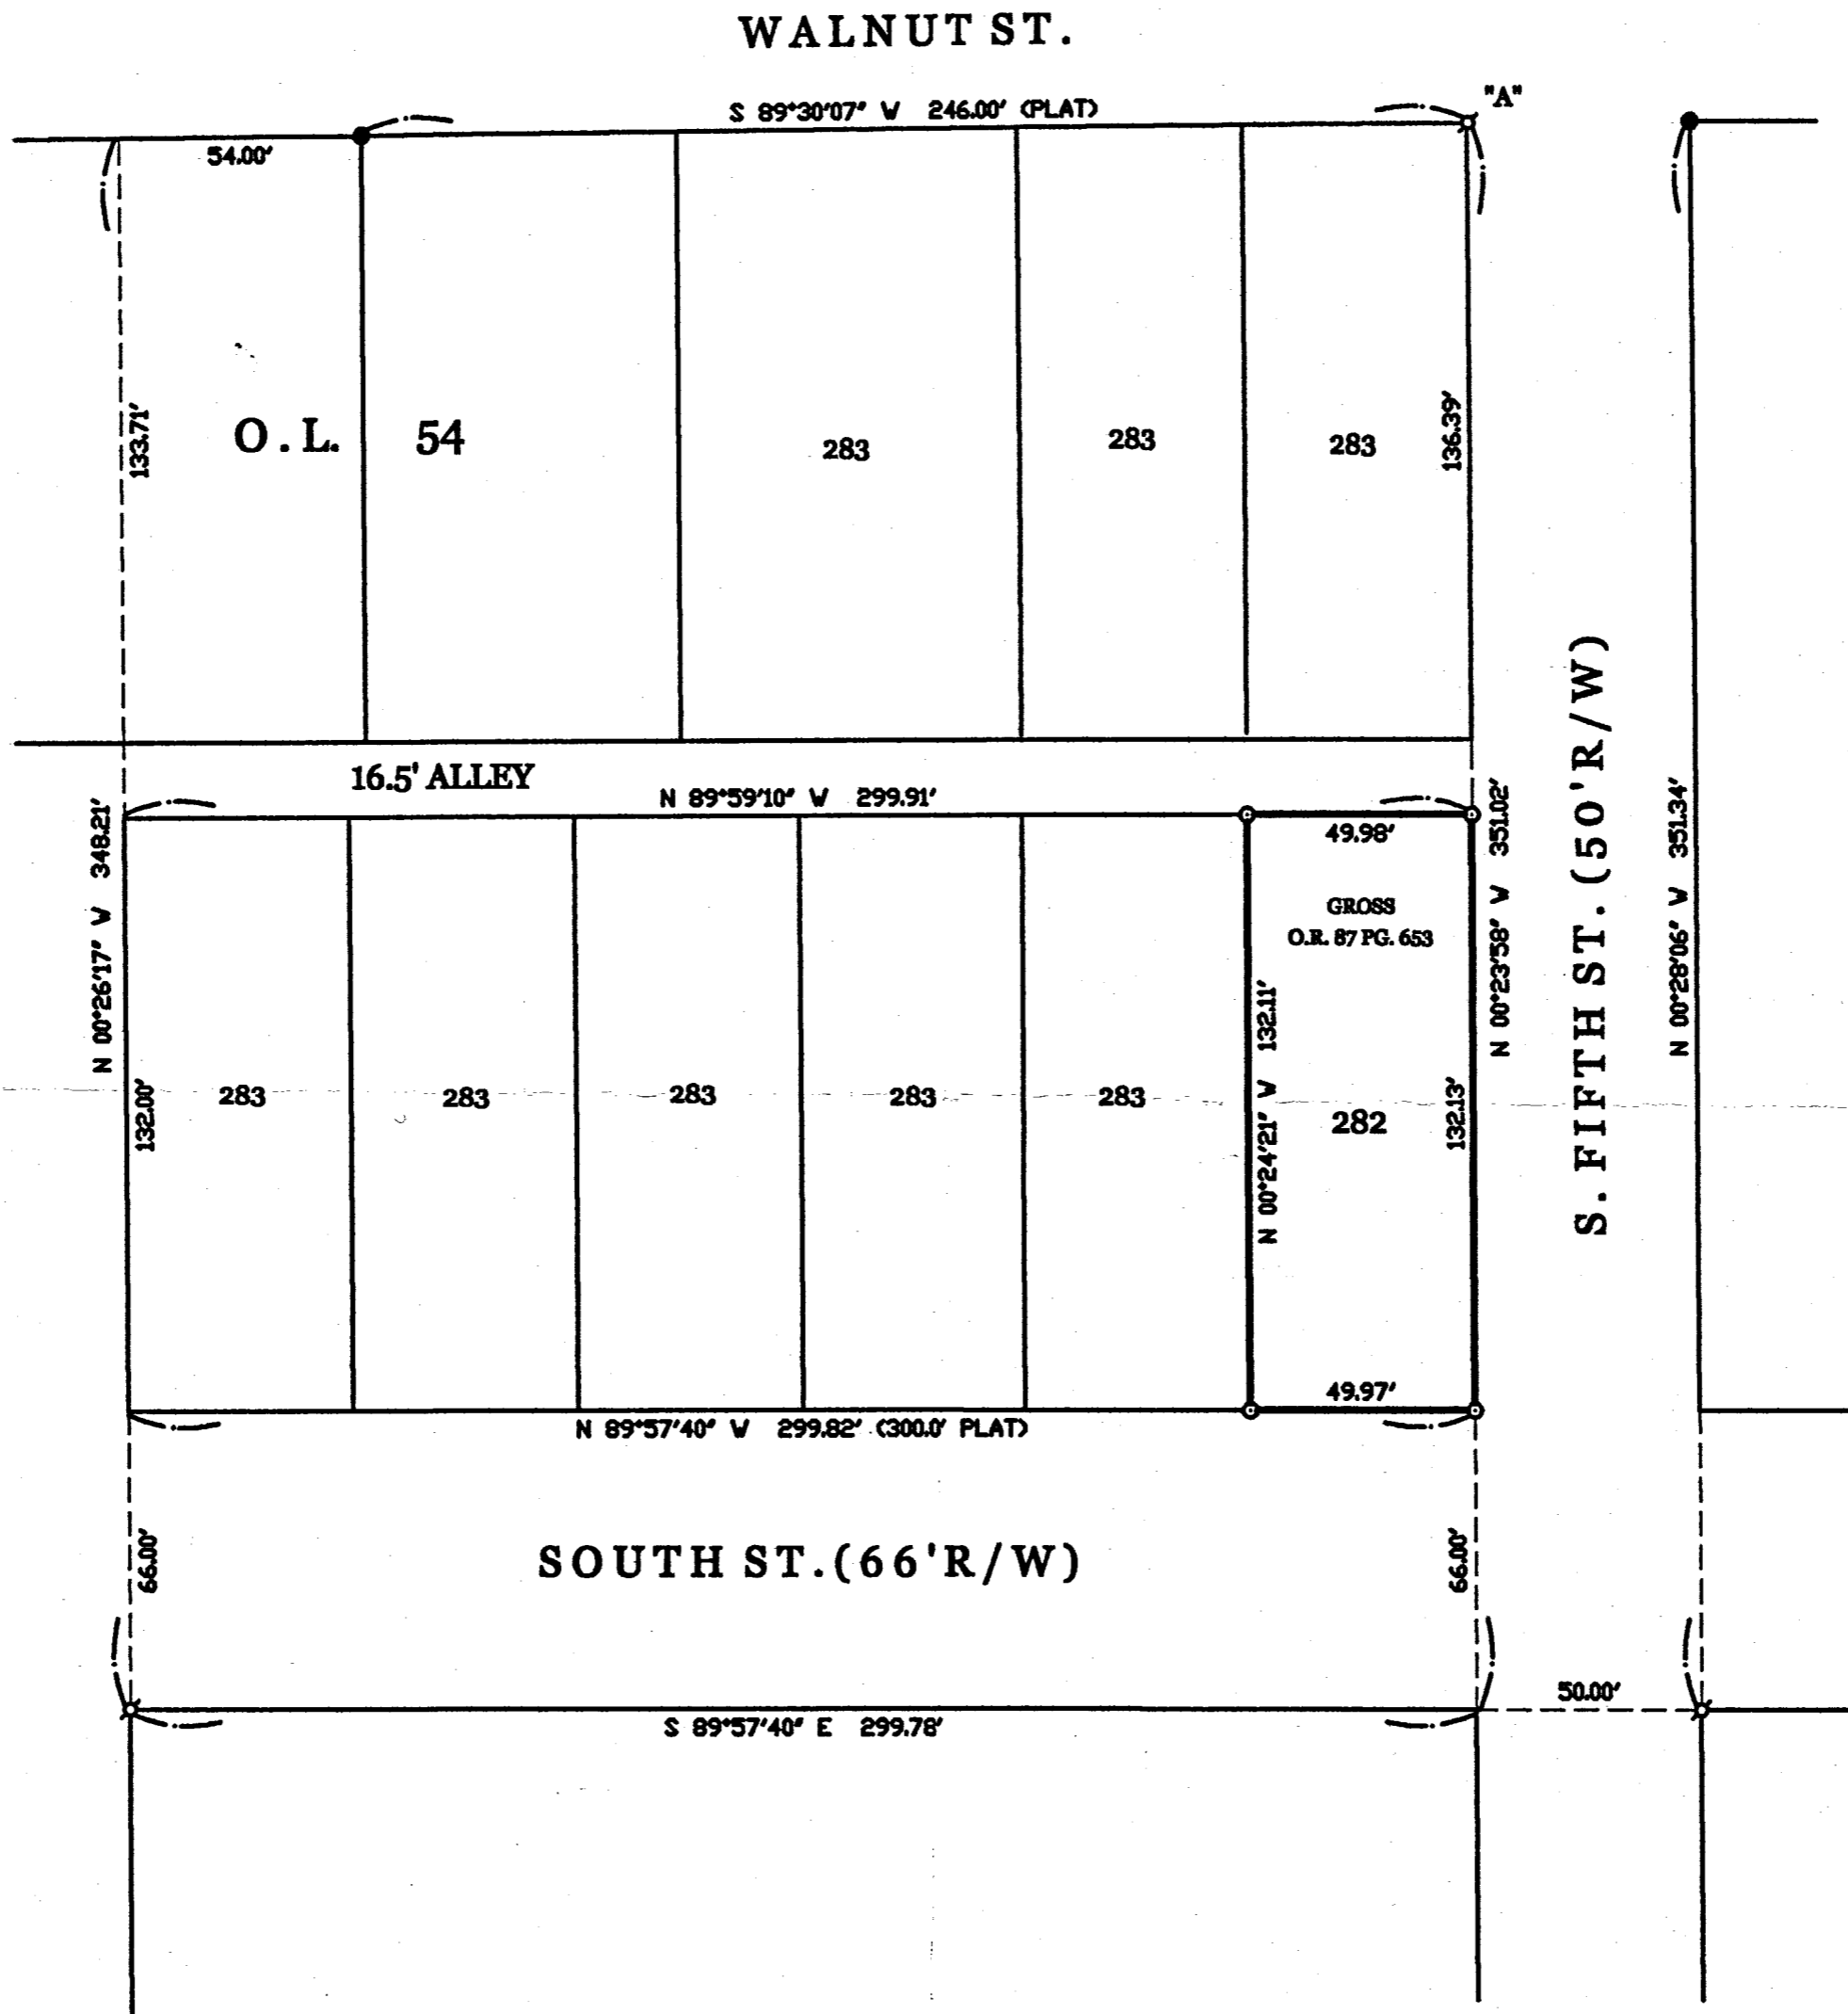 WALNUT ST.
"A"
S 89°30'07" W 246.00' (PLAT)
54.00'
133.71'
O.L. 54
283
283
283
136.39'
16.5' ALLEY
N 89°59'10" W 299.91'
49.98'
N 00°26'17" W 348.21'
N 00°23'58" W 351.02'
S. FIFTH ST. (50'R/W)
N 00°28'06" W 351.34'
GROSS
O.R. 87 PG. 653
N 00°24'21" W 132.11'
132.00'
283
283
283
283
283
282
132.13'
49.97'
N 89°57'40" W 299.82' (300.0' PLAT)
66.00'
SOUTH ST. (66'R/W)
66.00'
50.00'
S 89°57'40" E 299.78'